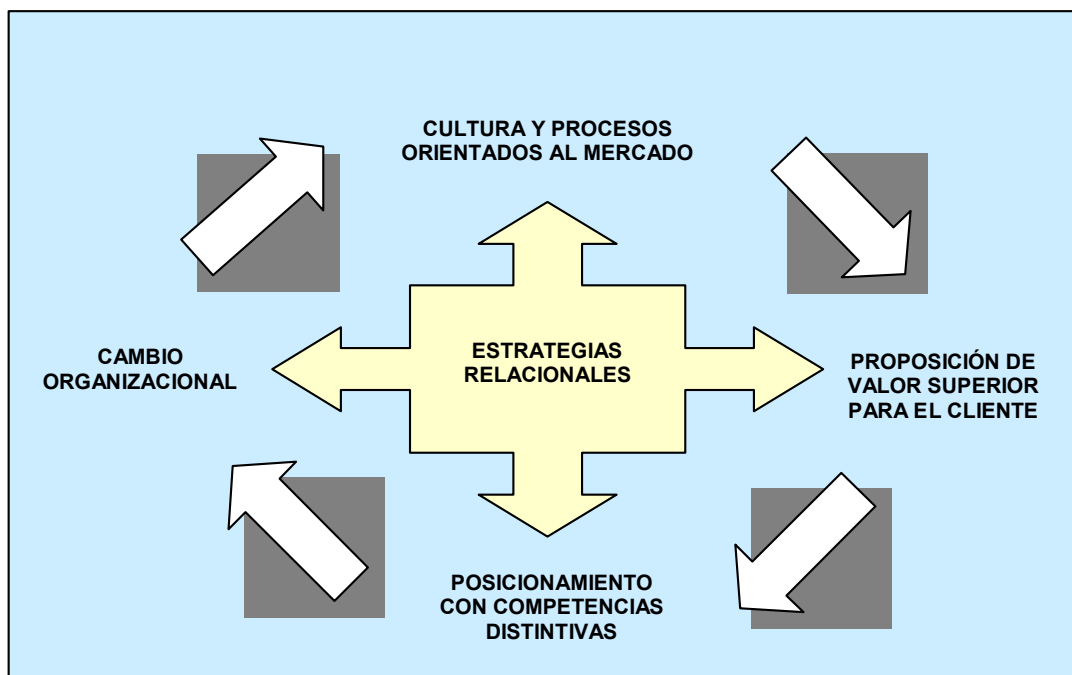 CULTURA Y PROCESOS
ORIENTADOS AL MERCADO
ESTRATEGIAS
RELACIONALES
CAMBIO
ORGANIZACIONAL
PROPOSICIÓN DE
VALOR SUPERIOR
PARA EL CLIENTE
POSICIONAMIENTO
CON COMPETENCIAS
DISTINTIVAS